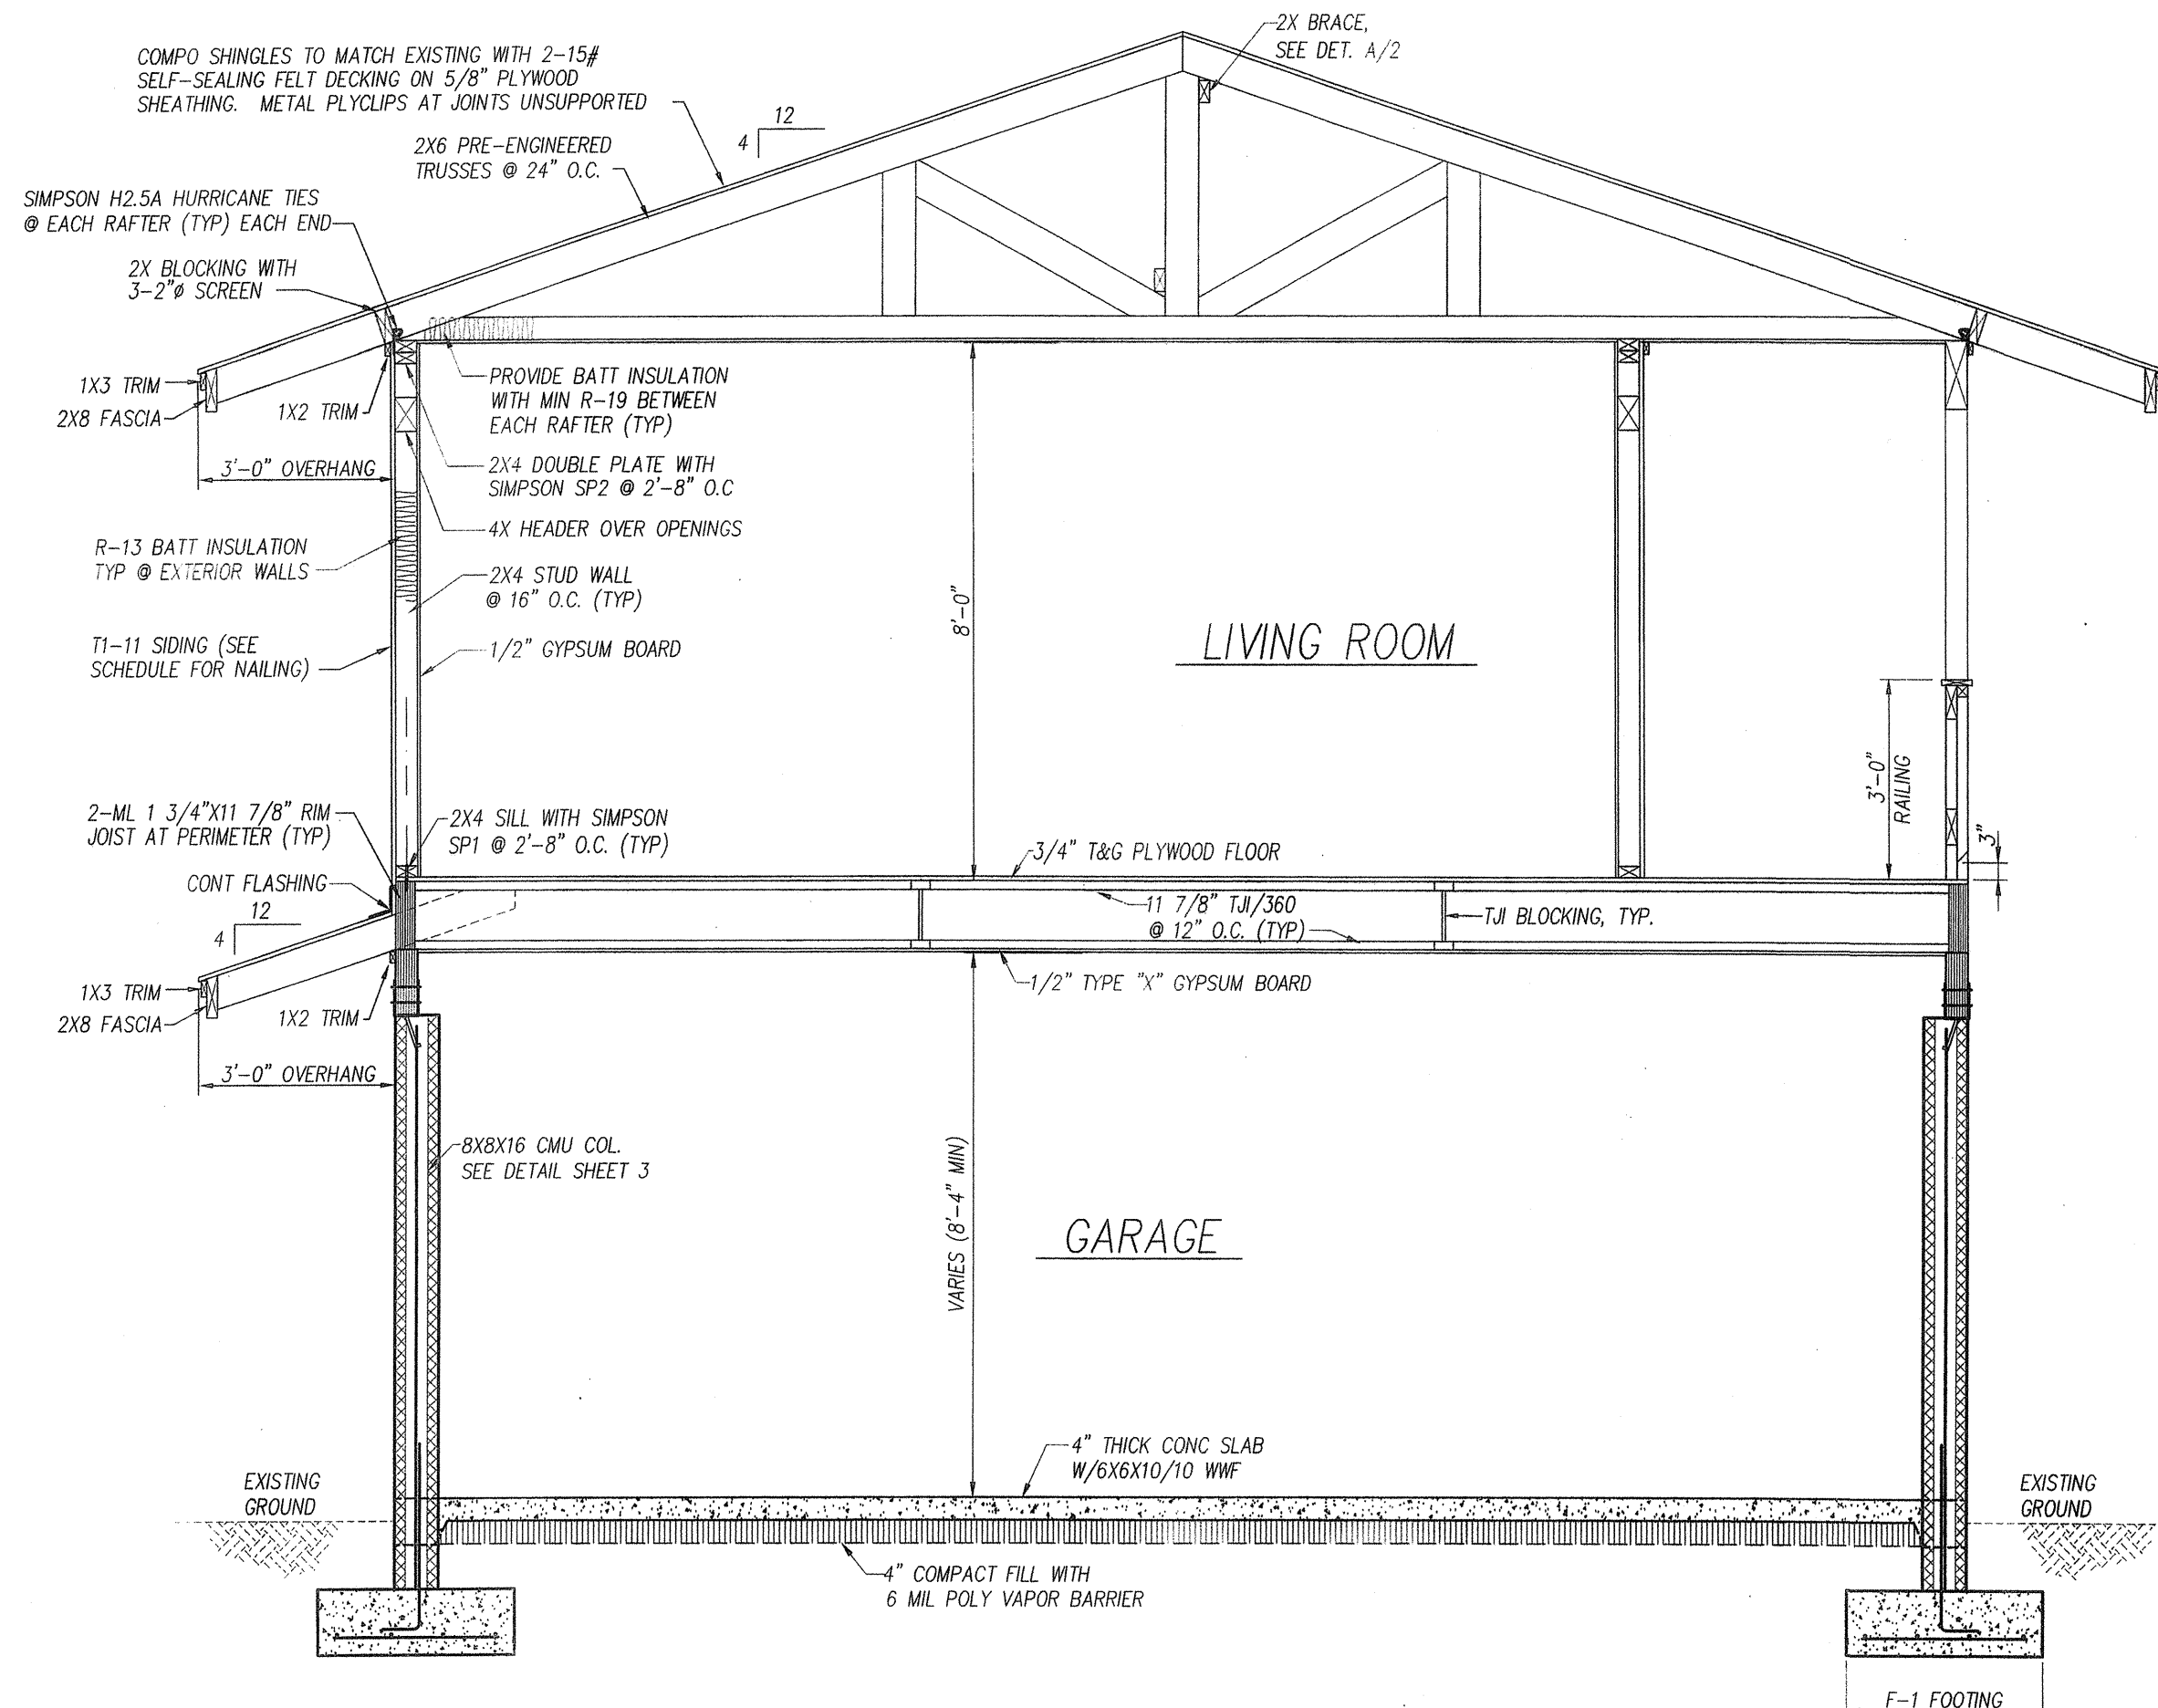 COMPO SHINGLES TO MATCH EXISTING WITH 2-15#
SELF-SEALING FELT DECKING ON 5/8" PLYWOOD
SHEATHING. METAL PLYCLIPS AT JOINTS UNSUPPORTED
2X BRACE,
SEE DET. A/2
12
4
2X6 PRE-ENGINEERED
TRUSSES @ 24" O.C.
SIMPSON H2.5A HURRICANE TIES
@ EACH RAFTER (TYP) EACH END
2X BLOCKING WITH
3-2"Ø SCREEN
1X3 TRIM
2X8 FASCIA
1X2 TRIM
3'-0" OVERHANG
PROVIDE BATT INSULATION
WITH MIN R-19 BETWEEN
EACH RAFTER (TYP)
2X4 DOUBLE PLATE WITH
SIMPSON SP2 @ 2'-8" O.C
4X HEADER OVER OPENINGS
R-13 BATT INSULATION
TYP @ EXTERIOR WALLS
2X4 STUD WALL
@ 16" O.C. (TYP)
T1-11 SIDING (SEE
SCHEDULE FOR NAILING)
1/2" GYPSUM BOARD
8'-0"
LIVING ROOM
3'-0"
RAILING
3"
2-ML 1 3/4"X11 7/8" RIM
JOIST AT PERIMETER (TYP)
2X4 SILL WITH SIMPSON
SP1 @ 2'-8" O.C. (TYP)
3/4" T&G PLYWOOD FLOOR
CONT FLASHING
12
4
11 7/8" TJI/360
@ 12" O.C. (TYP)
TJI BLOCKING, TYP.
1/2" TYPE "X" GYPSUM BOARD
1X3 TRIM
2X8 FASCIA
1X2 TRIM
3'-0" OVERHANG
8X8X16 CMU COL.
SEE DETAIL SHEET 3
VARIES (8'-4" MIN)
GARAGE
4" THICK CONC SLAB
W/6X6X10/10 WWF
EXISTING
GROUND
EXISTING
GROUND
4" COMPACT FILL WITH
6 MIL POLY VAPOR BARRIER
F-1 FOOTING